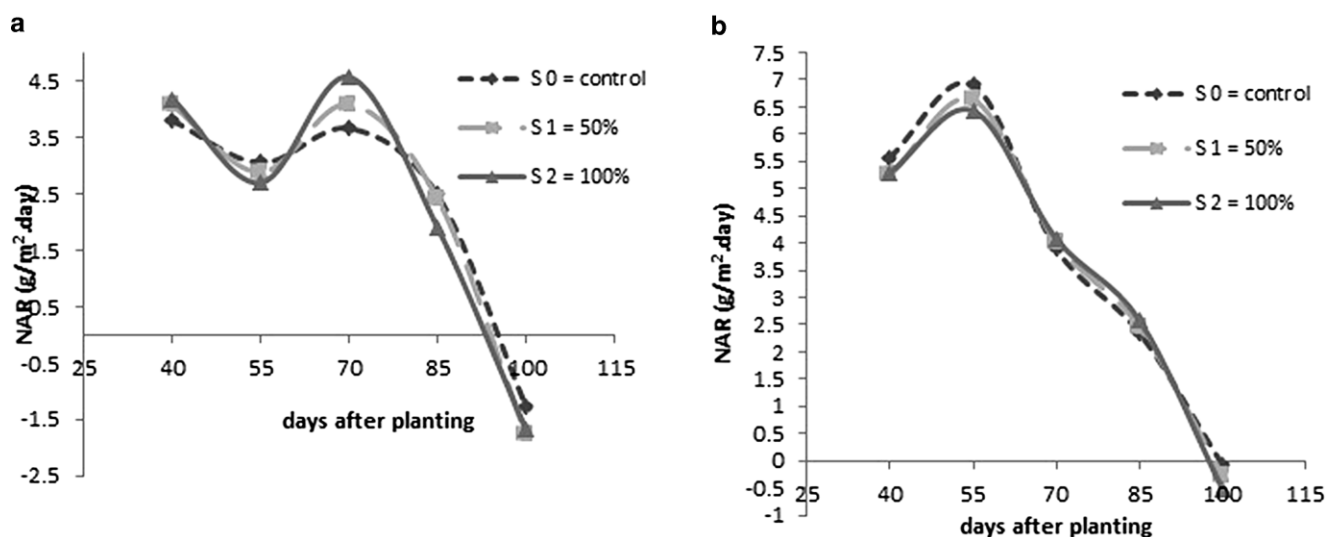 a
4.5
3.5
2.5
1.5
0.5
-0.5
-1.5
-2.5
NAR (g/m².day)
25 40 55 70 85 100 115
days after planting
S 0 = control
S 1 = 50%
S 2 = 100%
b
7.5
7
6.5
6
5.5
5
4.5
4
3.5
3
2.5
2
1.5
1
0.5
0
-0.5
-1
NAR (g/m².day)
25 40 55 70 85 100 115
days after planting
S 0 = control
S 1 = 50%
S 2 = 100%